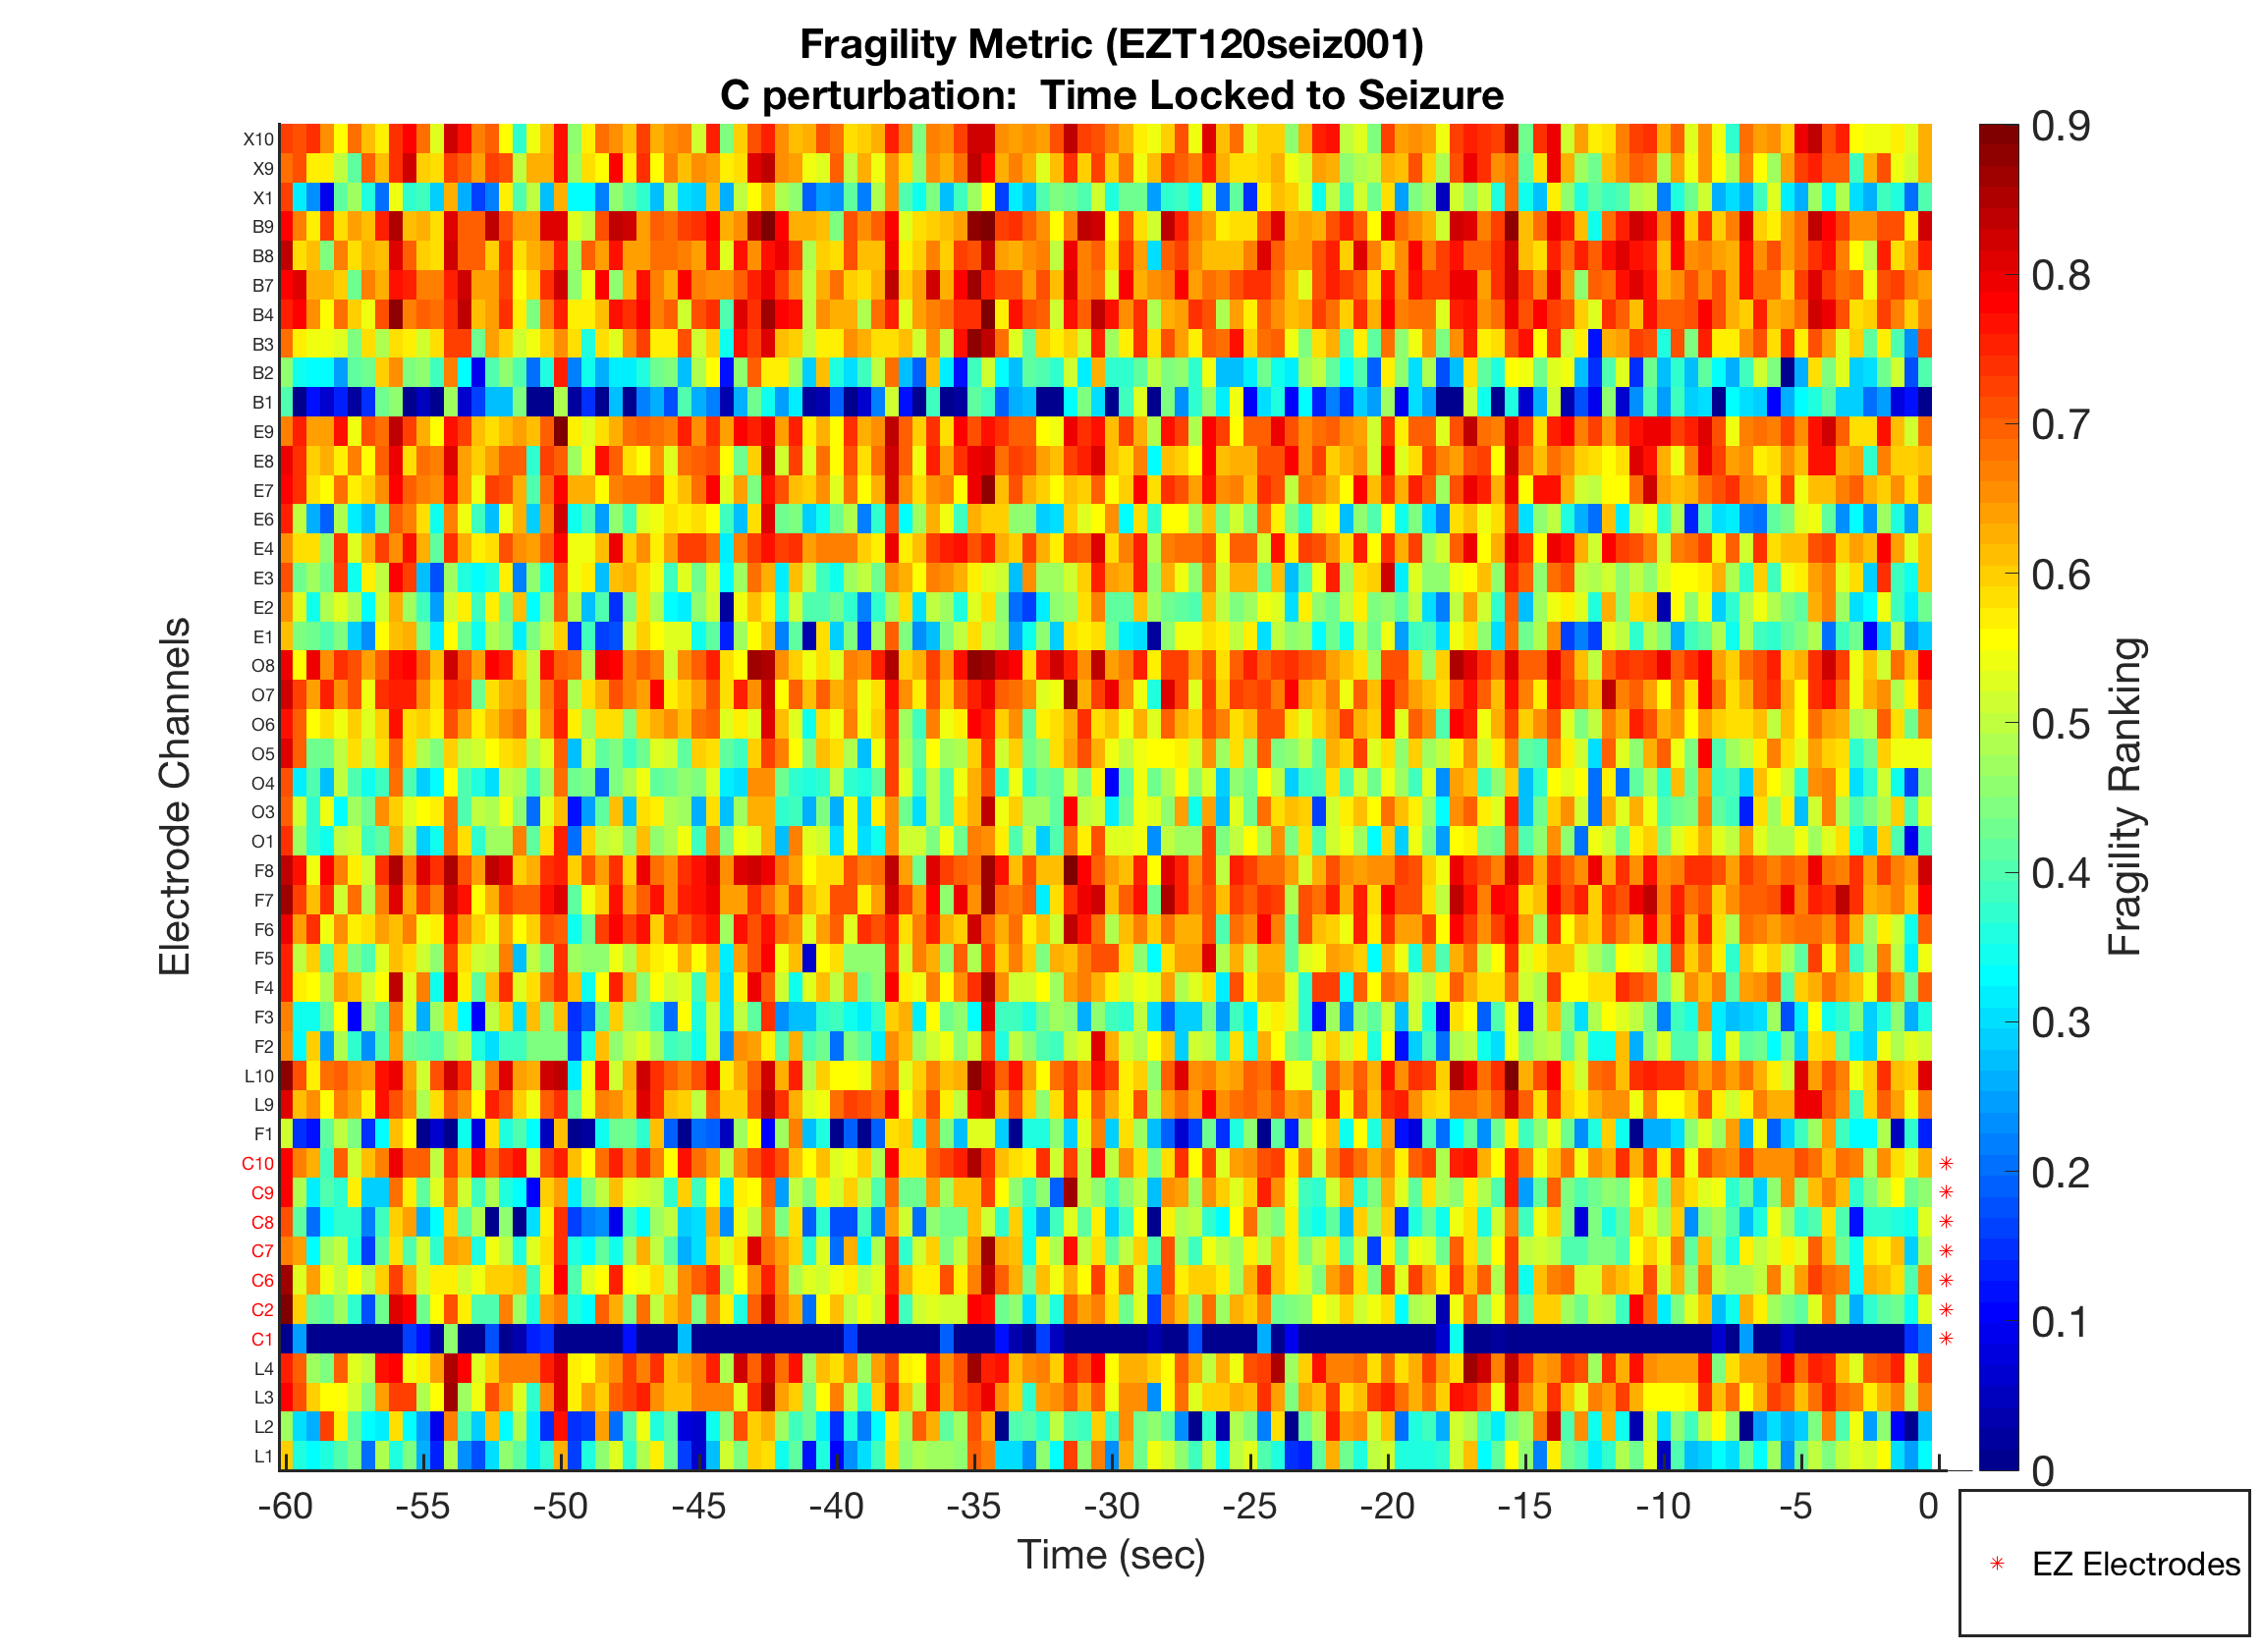 Fragility Metric (EZT120seiz001)
C perturbation:  Time Locked to Seizure
Electrode Channels
X10
X9
X1
B9
B8
B7
B4
B3
B2
B1
E9
E8
E7
E6
E4
E3
E2
E1
O8
O7
O6
O5
O4
O3
O1
F8
F7
F6
F5
F4
F3
F2
L10
L9
F1
C10
C9
C8
C7
C6
C2
C1
L4
L3
L2
L1
-60 -55 -50 -45 -40 -35 -30 -25 -20 -15 -10 -5 0
Time (sec)
0.9
0.8
0.7
0.6
0.5
0.4
0.3
0.2
0.1
0
Fragility Ranking
EZ Electrodes